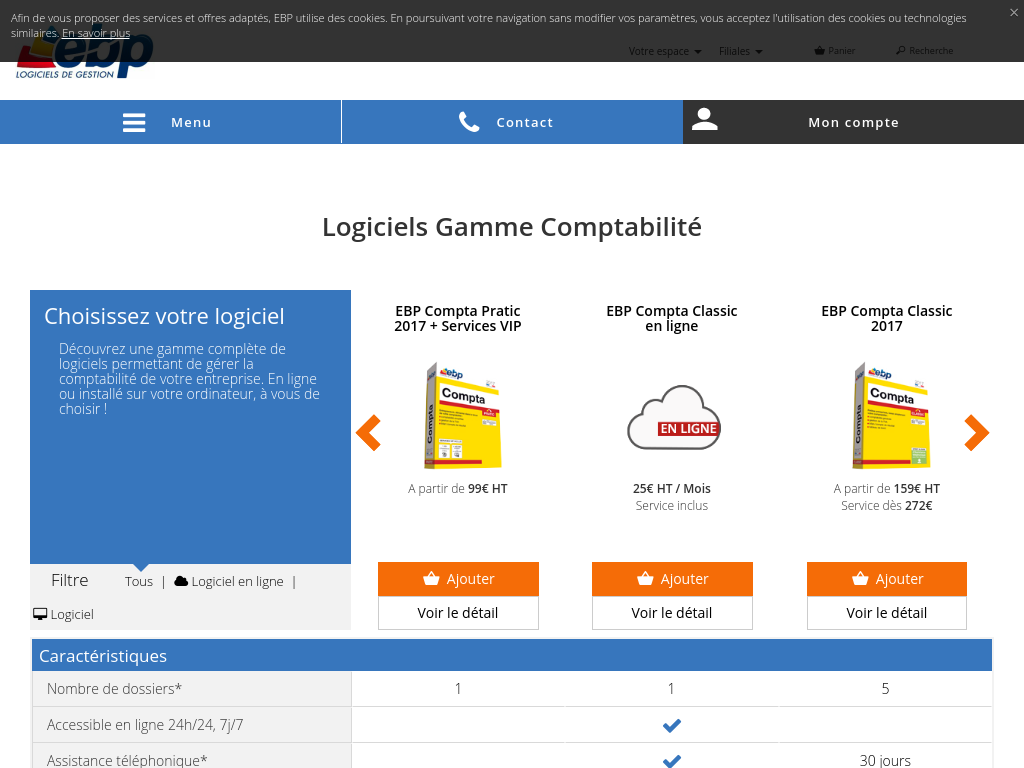 Afin de vous proposer des services et offres adaptés, EBP utilise des cookies. En poursuivant votre navigation sans modifier vos paramètres, vous acceptez l'utilisation des cookies ou technologies
similaires. En savoir plus
×
ebp
LOGICIELS DE GESTION
Votre espace
Filiales
Panier
Recherche
Menu
Contact
Mon compte
Logiciels Gamme Comptabilité
Choisissez votre logiciel
Découvrez une gamme complète de
logiciels permettant de gérer la
comptabilité de votre entreprise. En ligne
ou installé sur votre ordinateur, à vous de
choisir !
Filtre
Tous |
Logiciel en ligne |
Logiciel
EBP Compta Pratic
2017 + Services VIP
ebp
Compta
Compta
A partir de 99€ HT
Ajouter
Voir le détail
EBP Compta Classic
en ligne
EN LIGNE
25€ HT / Mois
Service inclus
Ajouter
Voir le détail
EBP Compta Classic
2017
ebp
Compta
Compta
A partir de 159€ HT
Service dès 272€
Ajouter
Voir le détail
Caractéristiques
Nombre de dossiers* 1 1 5
Accessible en ligne 24h/24, 7j/7
Assistance téléphonique* 30 jours